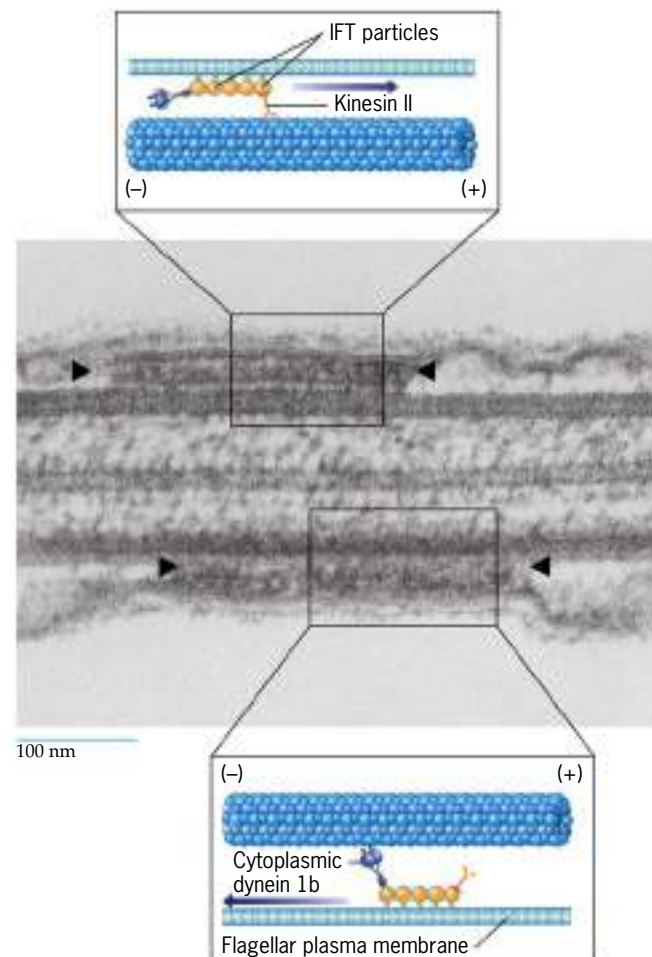 IFT particles
Kinesin II
(–) (+)
100 nm
(–) (+)
Cytoplasmic
dynein 1b
Flagellar plasma membrane